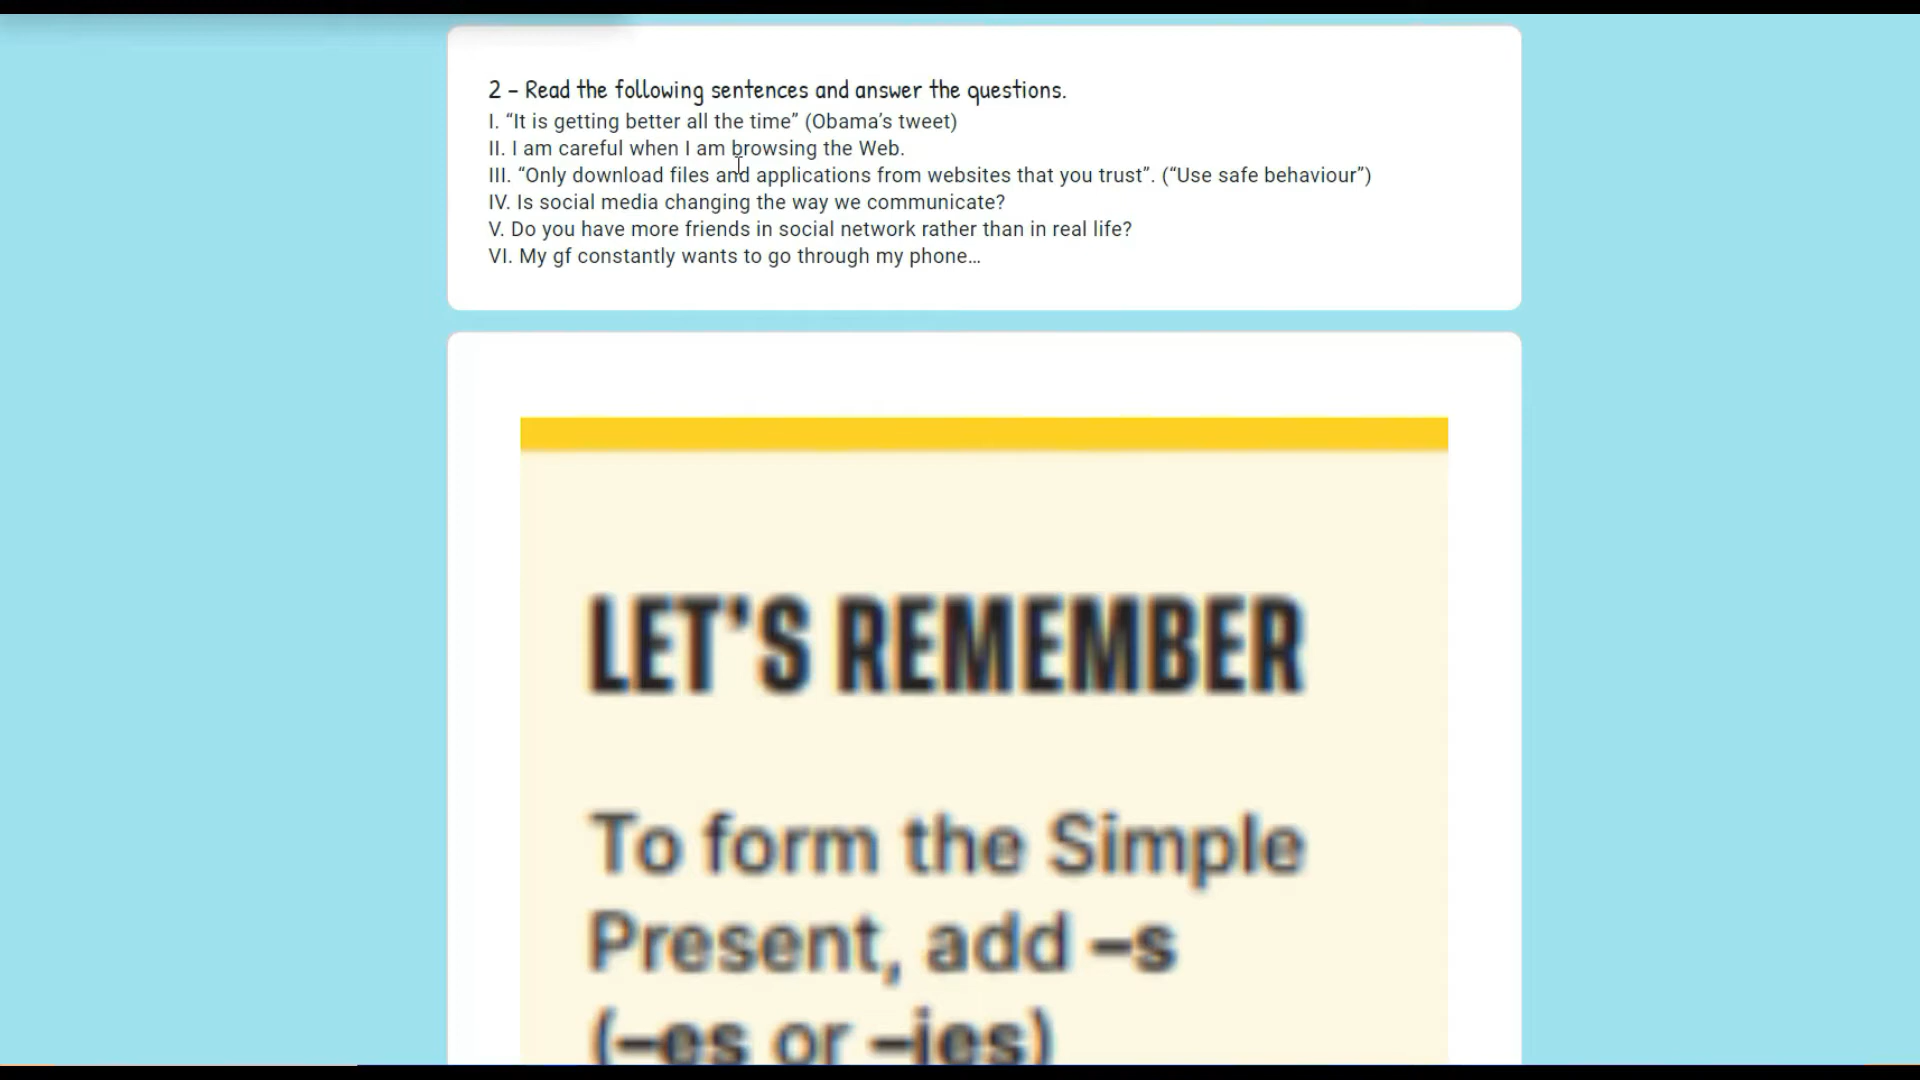 2 – Read the following sentences and answer the questions.
I. “It is getting better all the time” (Obama’s tweet)
II. I am careful when I am browsing the Web.
III. “Only download files and applications from websites that you trust”. (“Use safe behaviour”)
IV. Is social media changing the way we communicate?
V. Do you have more friends in social network rather than in real life?
VI. My gf constantly wants to go through my phone…
LET'S REMEMBER
To form the Simple
Present, add –s
(–es or –ies)